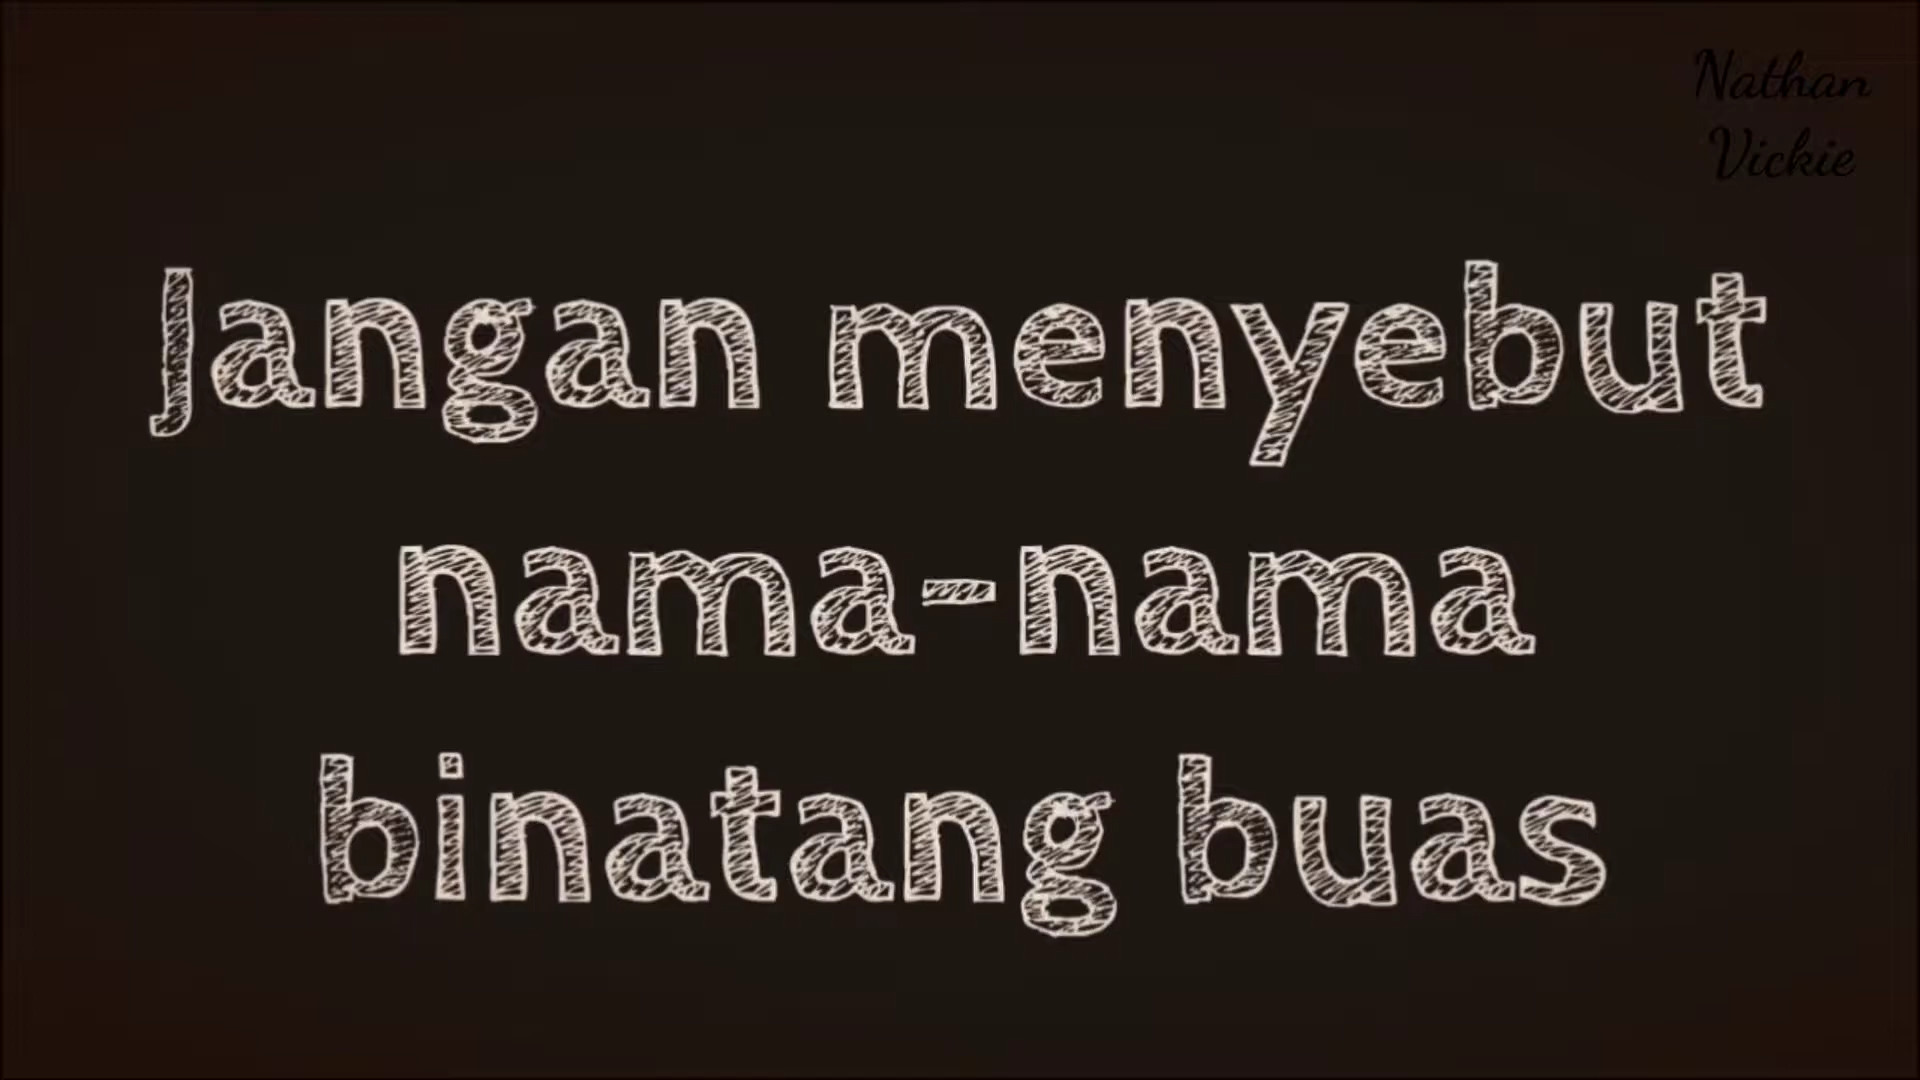 Nathan
Vickie
Jangan menyebut
nama-nama
binatang buas